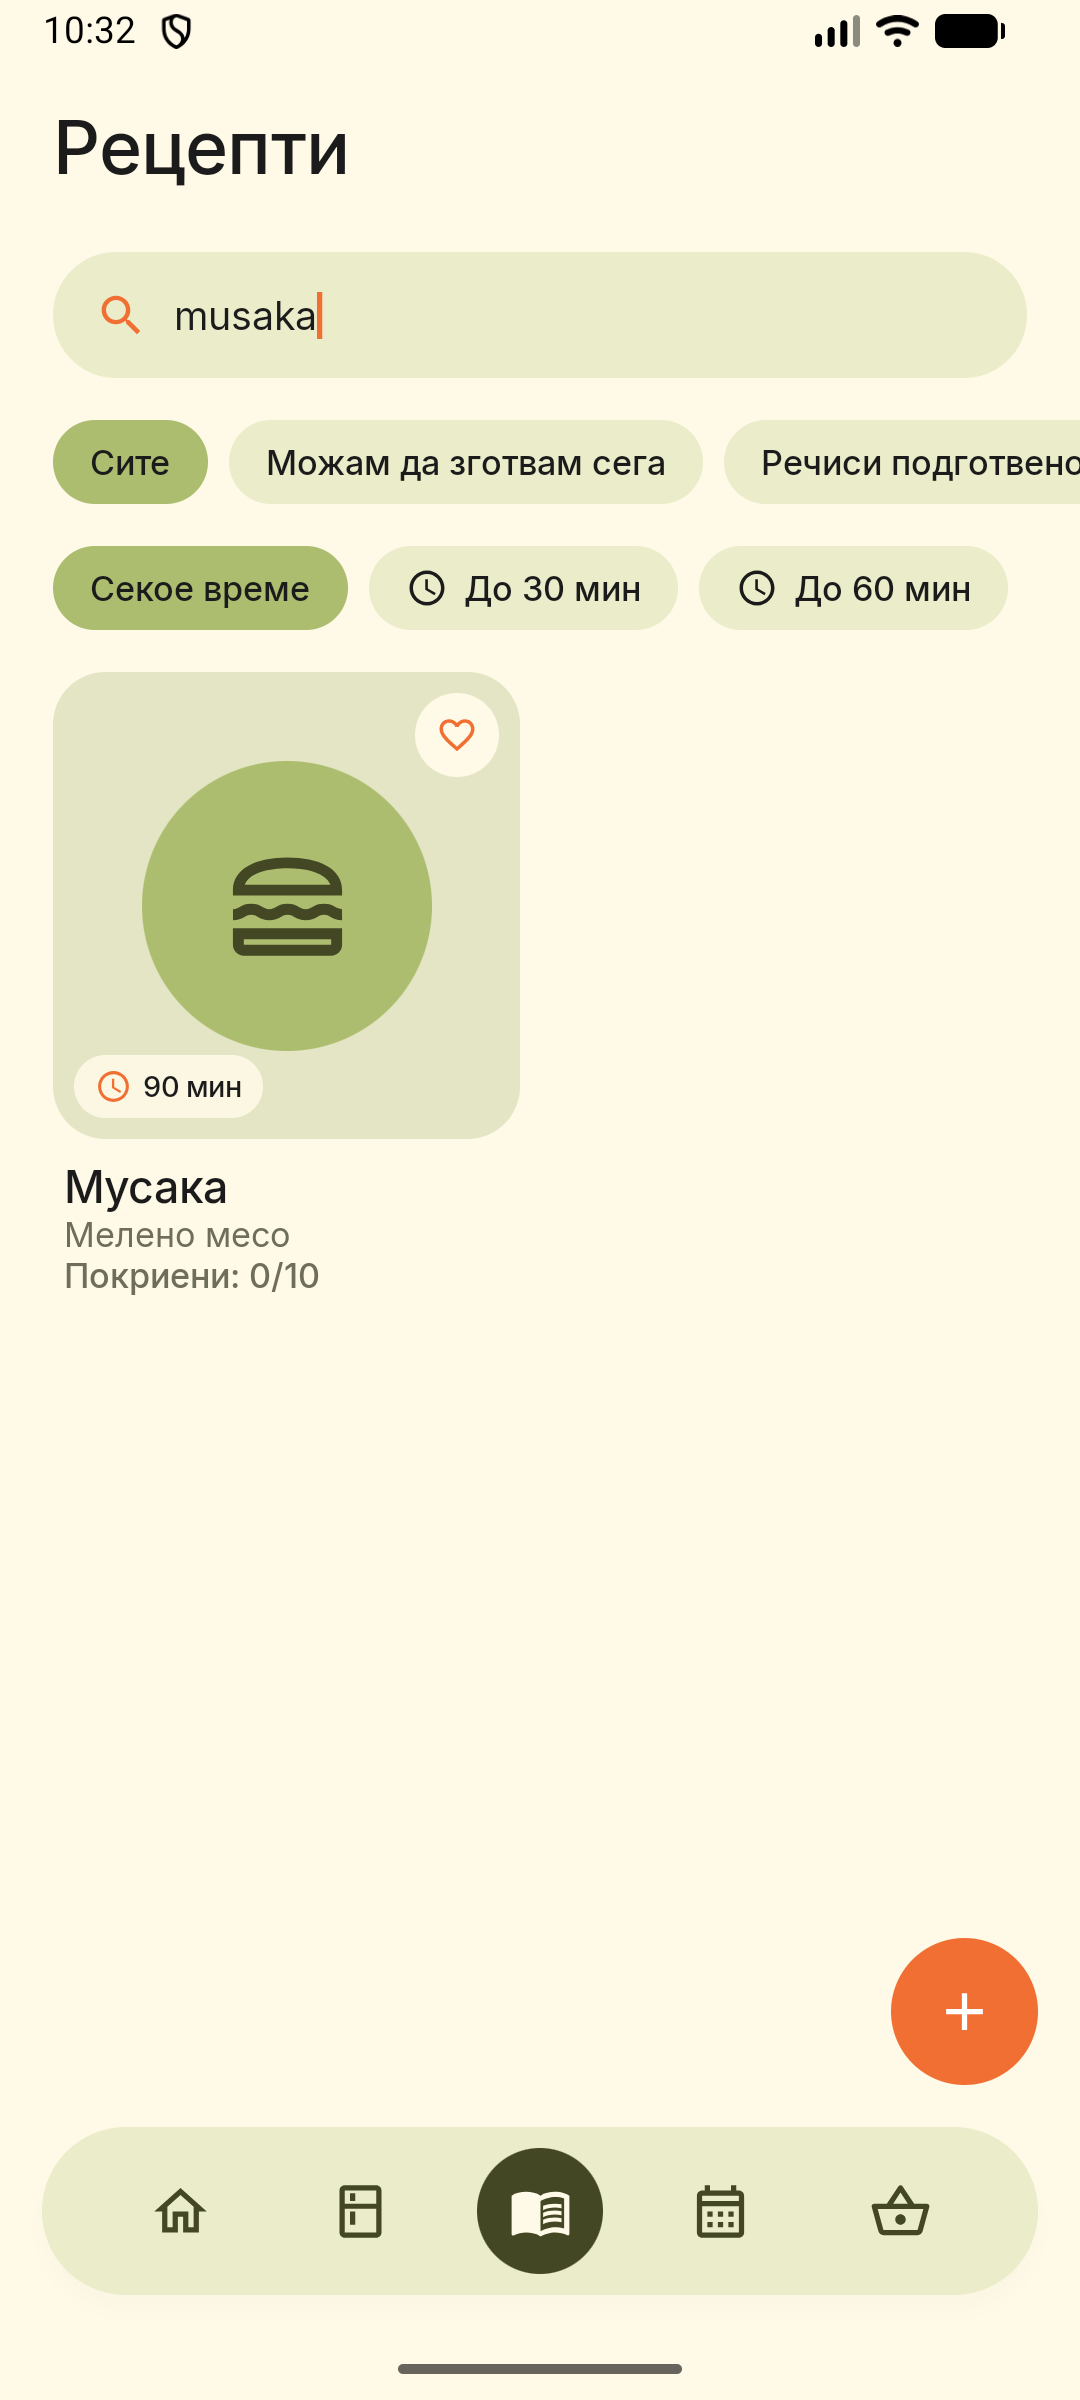 10:32
Рецепти
musaka
Сите
Можам да зготвам сега
Речиси подготвено
Секое време
До 30 мин
До 60 мин
90 мин
Мусака
Мелено месо
Покриени: 0/10